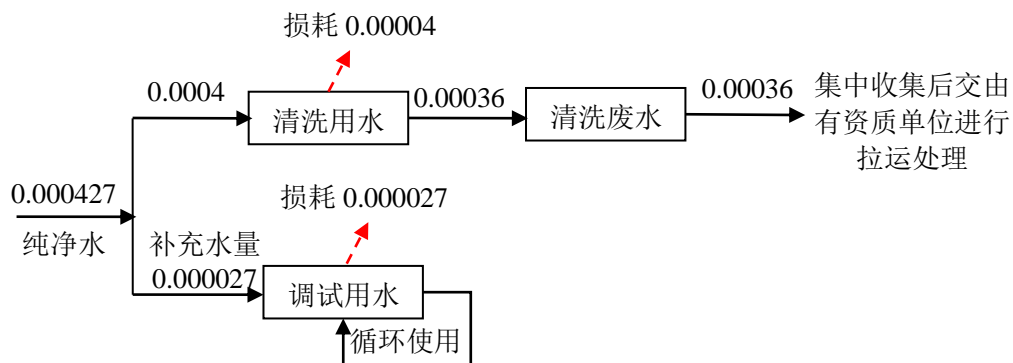 损耗 0.00004
0.0004
清洗用水
0.00036
清洗废水
0.00036
集中收集后交由
有资质单位进行
拉运处理
0.000427
纯净水
损耗 0.000027
补充水量
0.000027
调试用水
循环使用